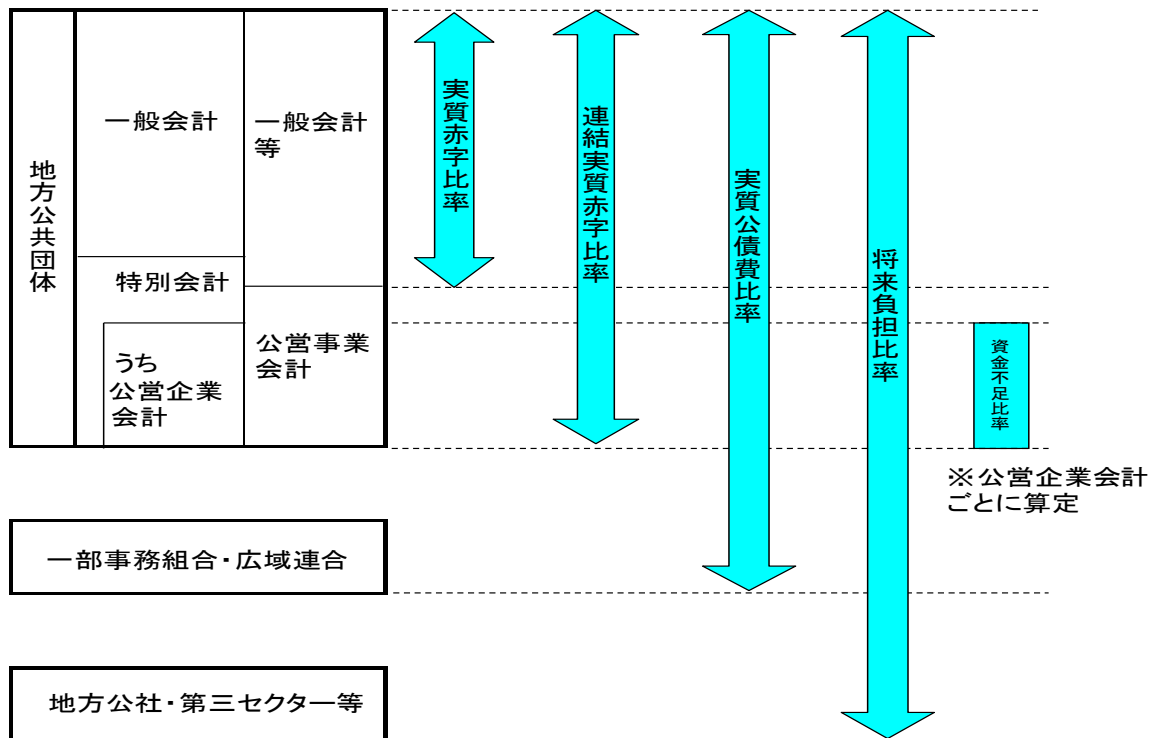 地方公共団体
一般会計
一般会計
等
特別会計
うち
公営企業
会計
公営事業
会計
実質赤字比率
連結実質赤字比率
実質公債費比率
将来負担比率
資金不足比率
※公営企業会計
ごとに算定
一部事務組合・広域連合
地方公社・第三セクター等